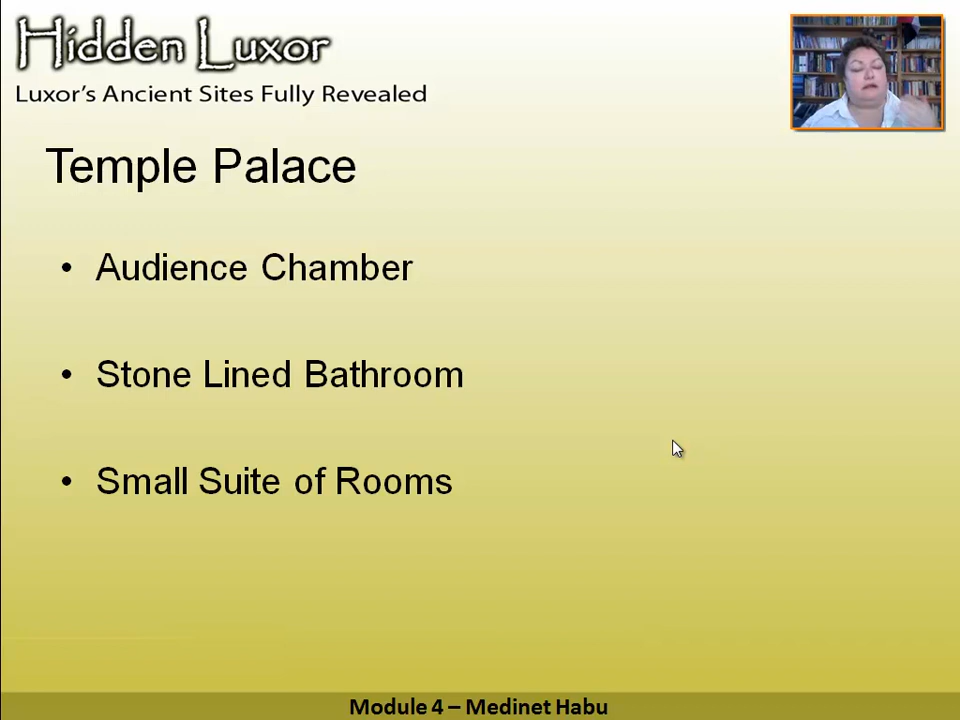 Hidden Luxor
Luxor's Ancient Sites Fully Revealed
Temple Palace
• Audience Chamber
• Stone Lined Bathroom
• Small Suite of Rooms
Module 4 – Medinet Habu